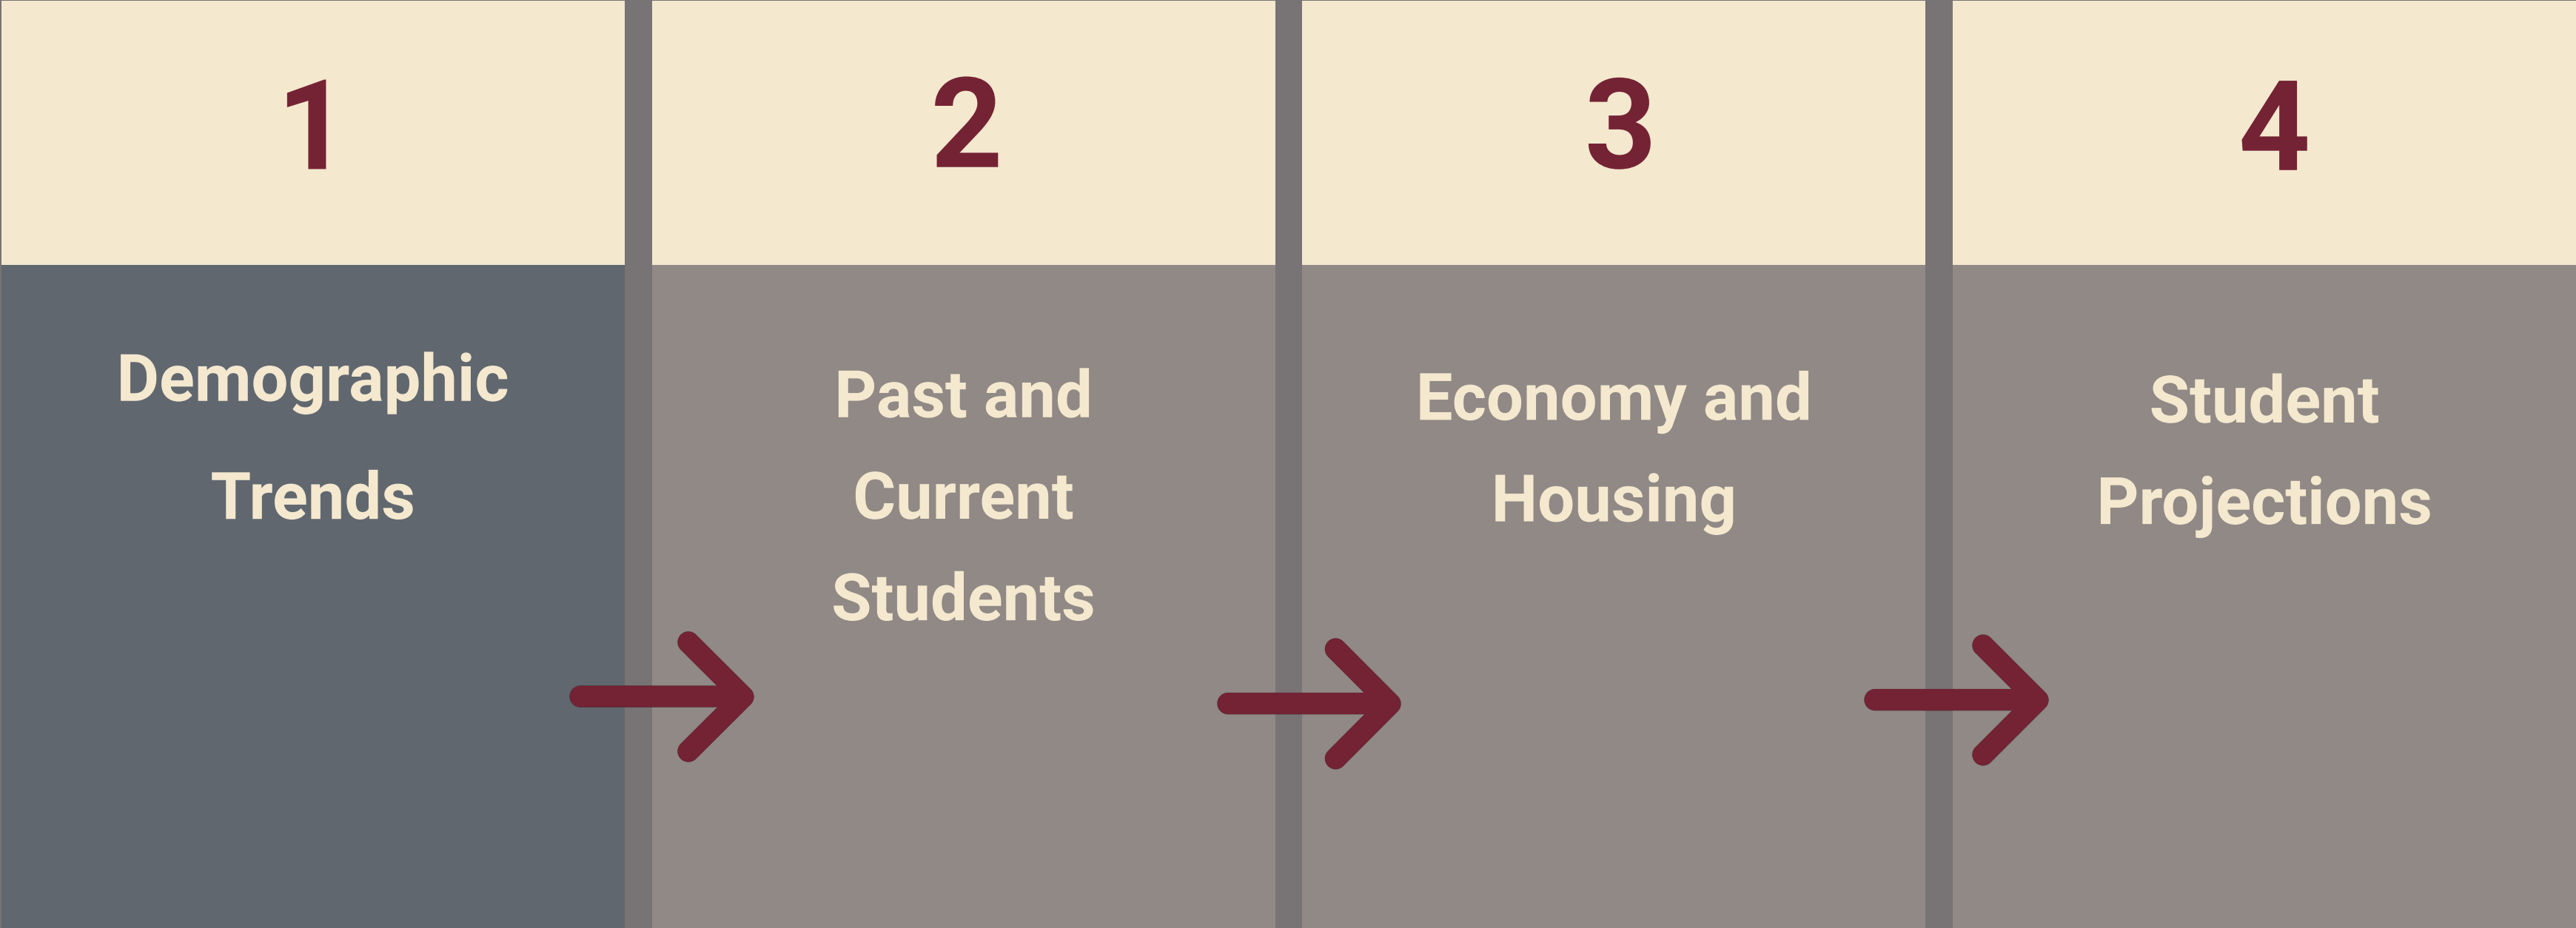 1
Demographic
Trends
2
Past and
Current
Students
3
Economy and
Housing
4
Student
Projections